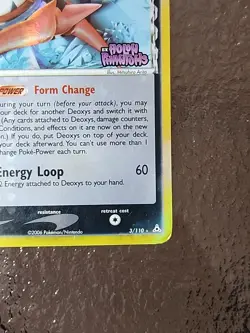 EX HOLON PHANTOMS
Illus. Mitsuhiro Arita
POWER Form Change
uring your turn (before your attack), you may
your deck for another Deoxys and switch it with
(Any cards attached to Deoxys, damage counters,
Conditions, and effects on it are now on the new
.) If you do, put Deoxys on top of your deck.
your deck afterward. You can't use more than 1
hange Poké-Power each turn.
Energy Loop 60
2 Energy attached to Deoxys to your hand.
resistance retreat cost
©2006 Pokémon/Nintendo 3/110 ★